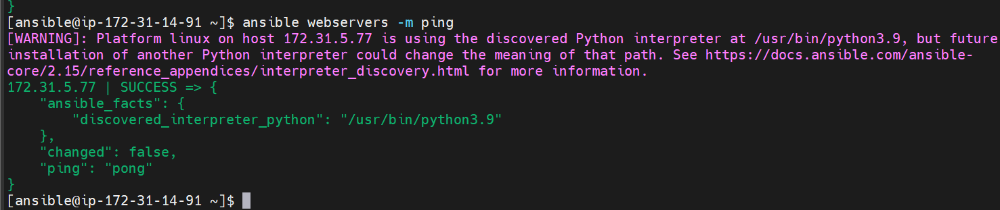 }
[ansible@ip-172-31-14-91 ~]$ ansible webservers -m ping
[WARNING]: Platform linux on host 172.31.5.77 is using the discovered Python interpreter at /usr/bin/python3.9, but future
installation of another Python interpreter could change the meaning of that path. See https://docs.ansible.com/ansible-
core/2.15/reference_appendices/interpreter_discovery.html for more information.
172.31.5.77 | SUCCESS => {
    "ansible_facts": {
        "discovered_interpreter_python": "/usr/bin/python3.9"
    },
    "changed": false,
    "ping": "pong"
}
[ansible@ip-172-31-14-91 ~]$